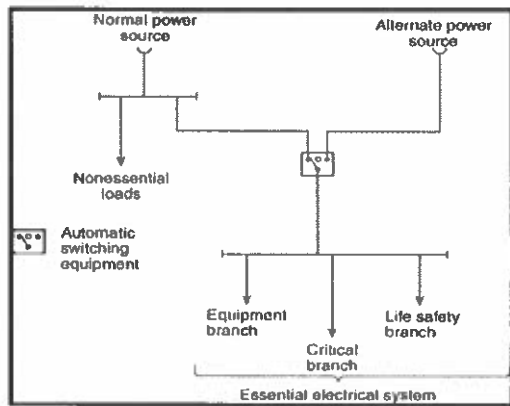 Normal power
source
Alternate power
source
Nonessential
loads
Automatic
switching
equipment
Equipment
branch
Critical
branch
Life safety
branch
Essential electrical system